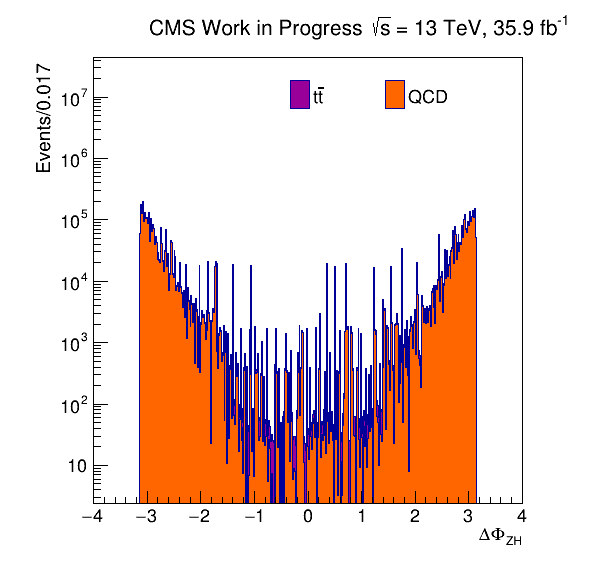 CMS Work in Progress √s = 13 TeV, 35.9 fb⁻¹
Events/0.017
tt̄
QCD
10⁷
10⁶
10⁵
10⁴
10³
10²
10
−4 −3 −2 −1 0 1 2 3 4
ΔΦ_ZH